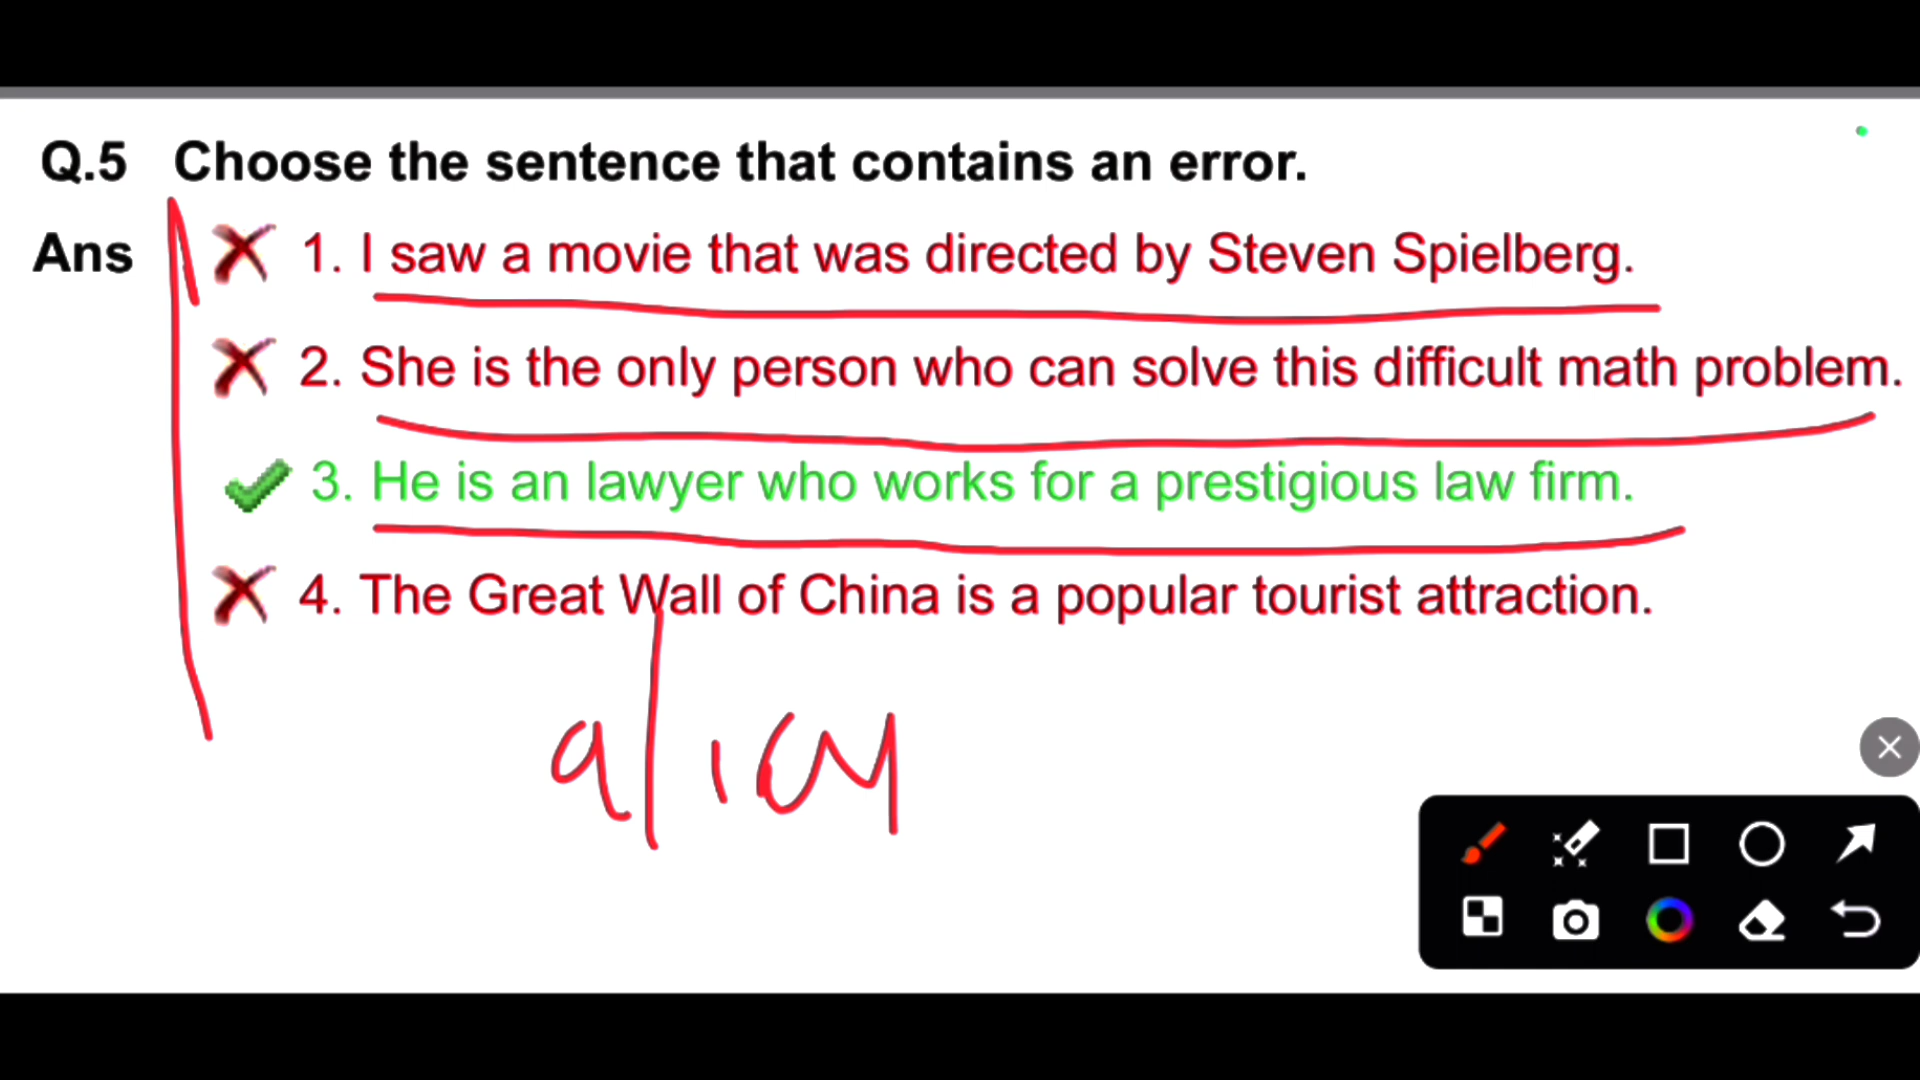 Q.5 Choose the sentence that contains an error.
Ans 1. I saw a movie that was directed by Steven Spielberg.
2. She is the only person who can solve this difficult math problem.
3. He is an lawyer who works for a prestigious law firm.
4. The Great Wall of China is a popular tourist attraction.